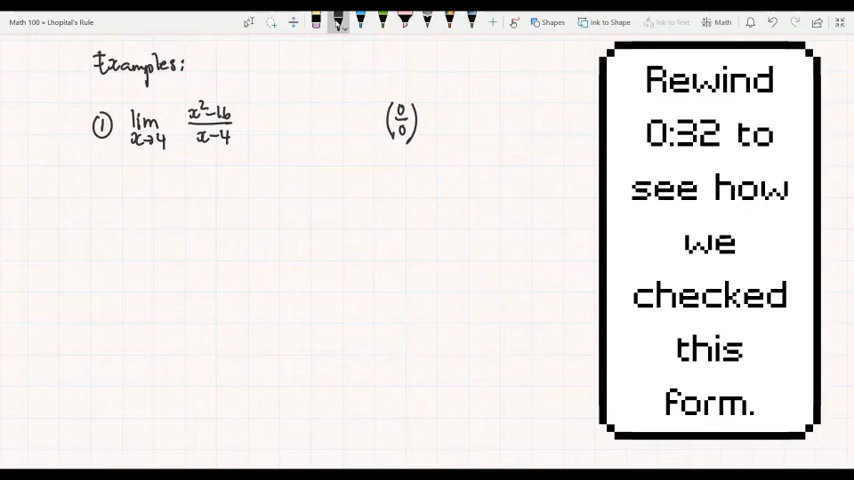 Math 100 - Lhopital's Rule
Shapes
Ink to Shape
Ink to Text
Math
Examples:
① lim x→4 x²-16 / x-4 (0/0)
Rewind
0:32 to
see how
we
checked
this
form.